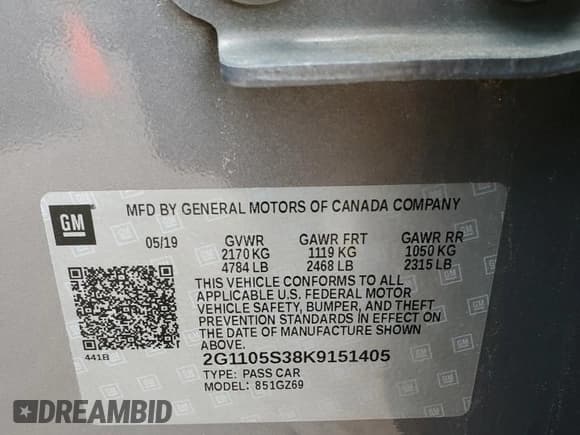 GM
MFD BY GENERAL MOTORS OF CANADA COMPANY
05/19 GVWR GAWR FRT GAWR RR
2170 KG 1119 KG 1050 KG
4784 LB 2468 LB 2315 LB
THIS VEHICLE CONFORMS TO ALL
APPLICABLE U.S. FEDERAL MOTOR
VEHICLE SAFETY, BUMPER, AND THEFT
PREVENTION STANDARDS IN EFFECT ON
THE DATE OF MANUFACTURE SHOWN
ABOVE.
441B
2G1105S38K9151405
TYPE: PASS CAR
MODEL: 851GZ69
DREAMBID